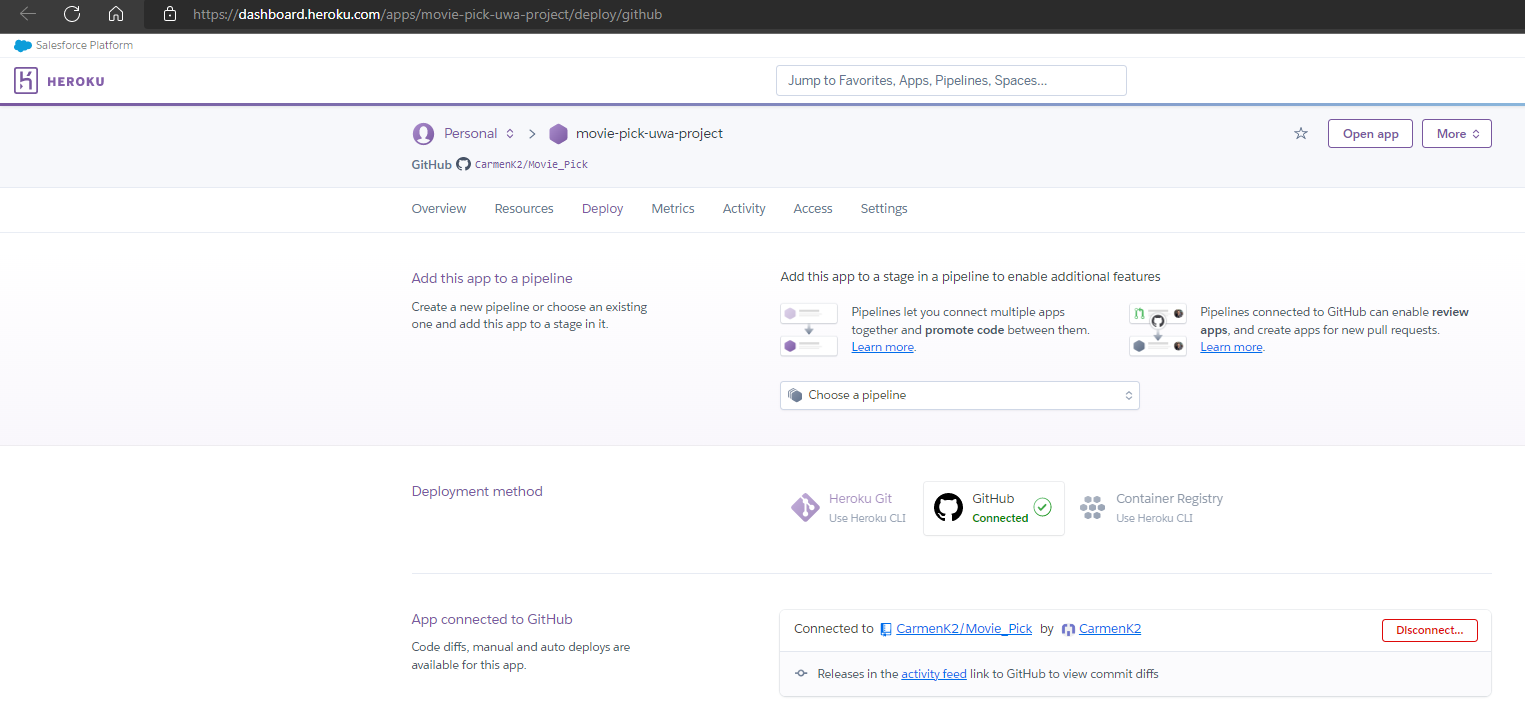 https://dashboard.heroku.com/apps/movie-pick-uwa-project/deploy/github
Salesforce Platform
HEROKU
Jump to Favorites, Apps, Pipelines, Spaces...
Personal
movie-pick-uwa-project
Open app
More
GitHub CarmenK2/Movie_Pick
Overview
Resources
Deploy
Metrics
Activity
Access
Settings
Add this app to a pipeline
Create a new pipeline or choose an existing
one and add this app to a stage in it.
Add this app to a stage in a pipeline to enable additional features
Pipelines let you connect multiple apps
together and promote code between them.
Learn more.
Pipelines connected to GitHub can enable review
apps, and create apps for new pull requests.
Learn more.
Choose a pipeline
Deployment method
Heroku Git
Use Heroku CLI
GitHub
Connected
Container Registry
Use Heroku CLI
App connected to GitHub
Code diffs, manual and auto deploys are
available for this app.
Connected to CarmenK2/Movie_Pick by CarmenK2
Disconnect...
Releases in the activity feed link to GitHub to view commit diffs